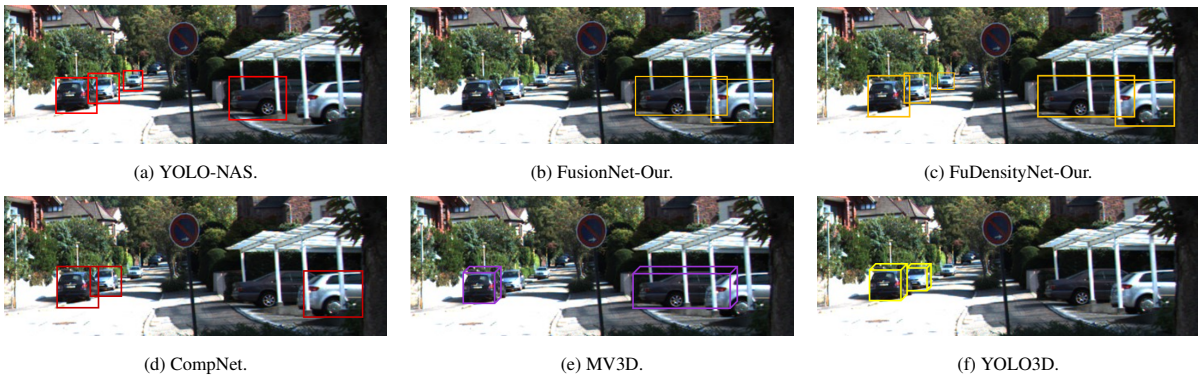 (a) YOLO-NAS.
(b) FusionNet-Our.
(c) FuDensityNet-Our.
(d) CompNet.
(e) MV3D.
(f) YOLO3D.